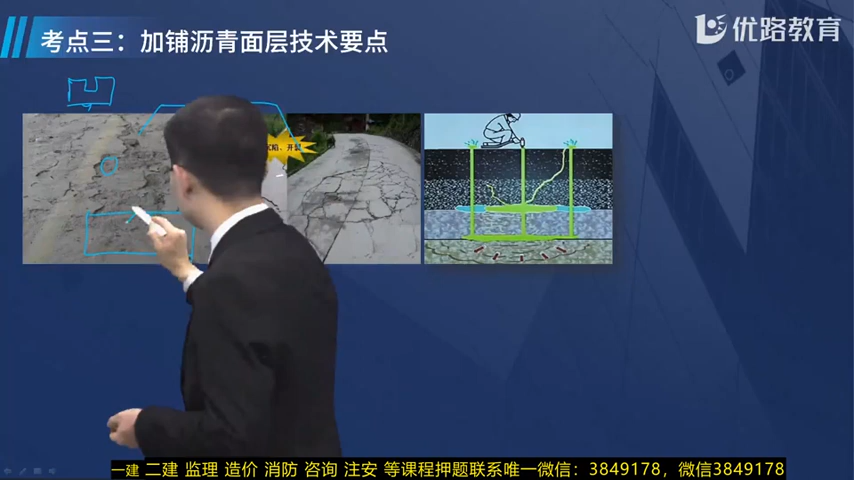 考点三：加铺沥青面层技术要点
优路教育
一建 二建 监理 造价 消防 咨询 注安 等课程押题联系唯一微信：3849178，微信3849178